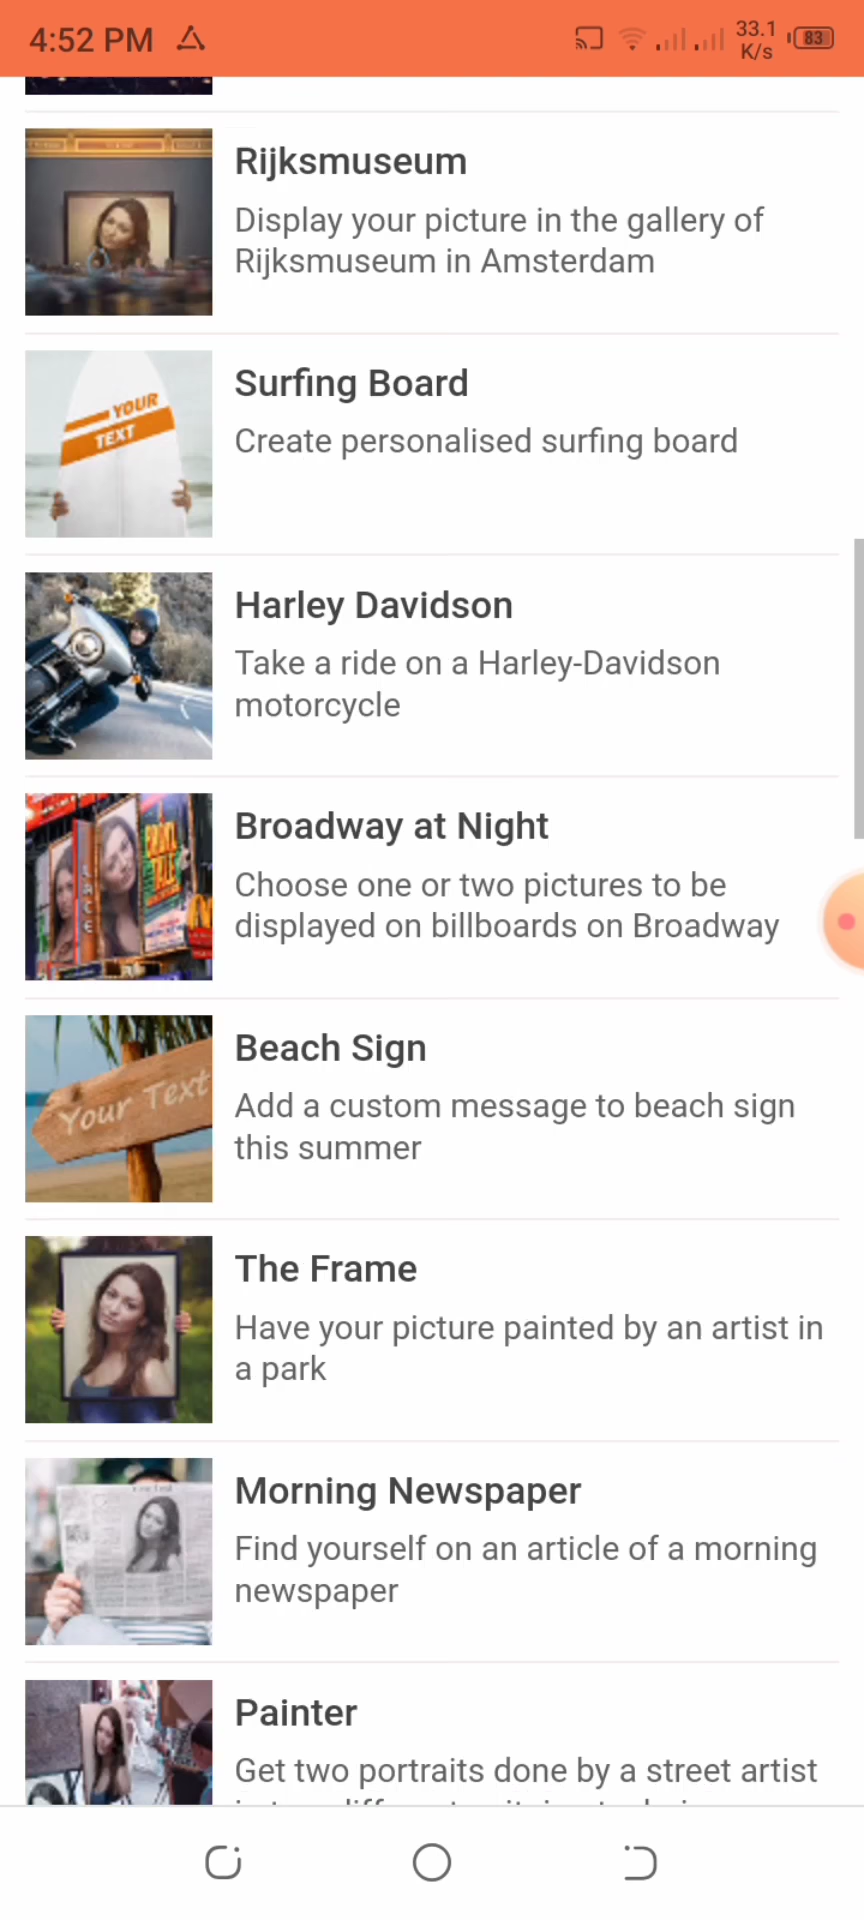 4:52 PM
33.1
K/s
83
Rijksmuseum
Display your picture in the gallery of
Rijksmuseum in Amsterdam
YOUR
TEXT
Surfing Board
Create personalised surfing board
Harley Davidson
Take a ride on a Harley-Davidson
motorcycle
Broadway at Night
Choose one or two pictures to be
displayed on billboards on Broadway
Your Text
Beach Sign
Add a custom message to beach sign
this summer
The Frame
Have your picture painted by an artist in
a park
Morning Newspaper
Find yourself on an article of a morning
newspaper
Painter
Get two portraits done by a street artist